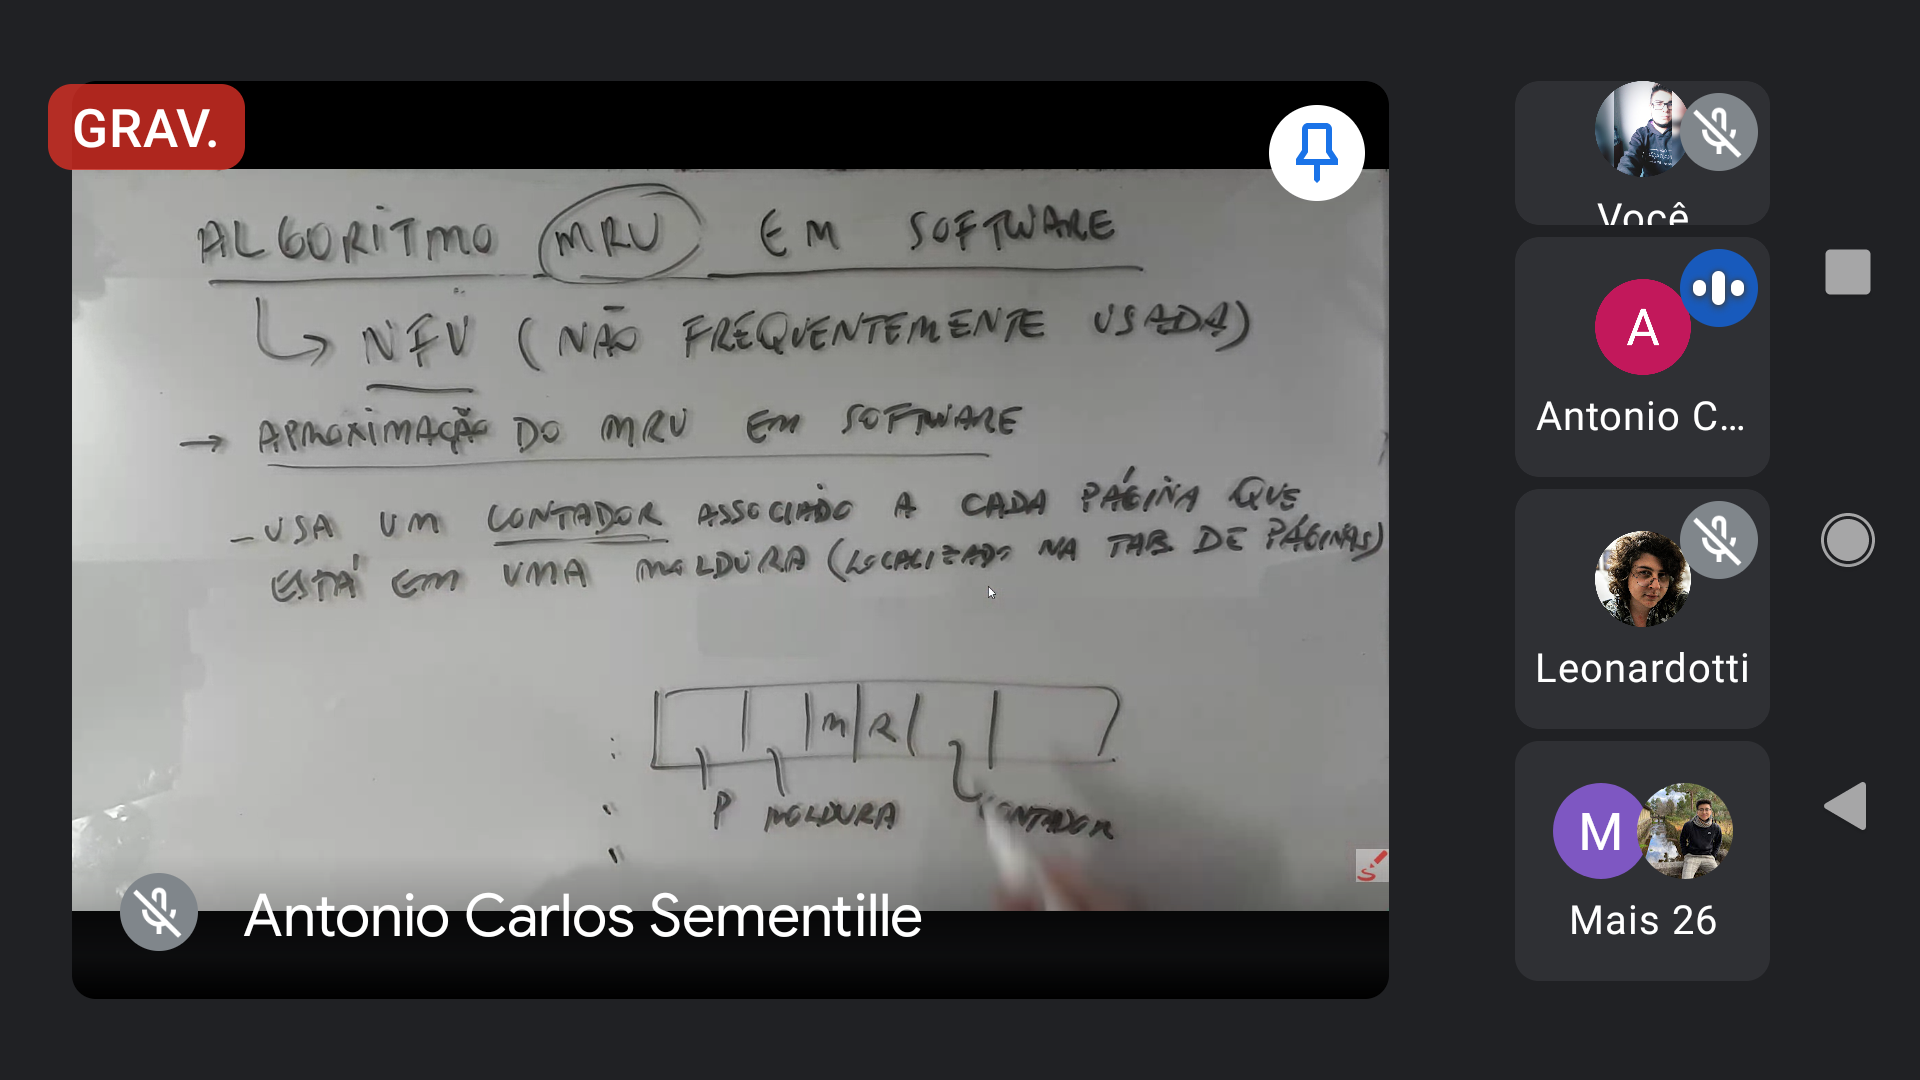 GRAV.
ALGORITMO MRU EM SOFTWARE
NFU (NÃO FREQUENTEMENTE USADA)
→ APROXIMAÇÃO DO MRU EM SOFTWARE
- USA UM CONTADOR ASSOCIADO A CADA PÁGINA QUE
ESTÁ EM UMA MOLDURA (LOCALIZADO NA TAB DE PÁGINAS)
M R
P MOLDURA CONTADOR
Antonio Carlos Sementille
Você
A
Antonio C...
Leonardotti
M
Mais 26